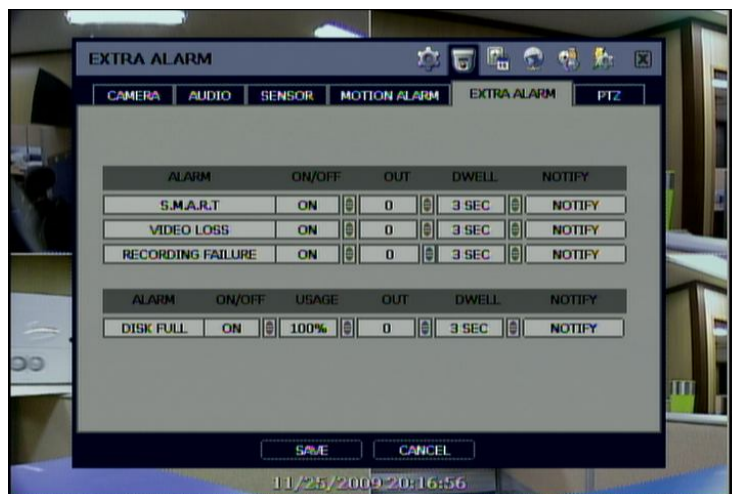 EXTRA ALARM
CAMERA AUDIO SENSOR MOTION ALARM EXTRA ALARM PTZ
ALARM ON/OFF OUT DWELL NOTIFY
S.M.A.R.T ON 0 3 SEC NOTIFY
VIDEO LOSS ON 0 3 SEC NOTIFY
RECORDING FAILURE ON 0 3 SEC NOTIFY
ALARM ON/OFF USAGE OUT DWELL NOTIFY
DISK FULL ON 100% 0 3 SEC NOTIFY
SAVE CANCEL
11/25/2009 20:16:56